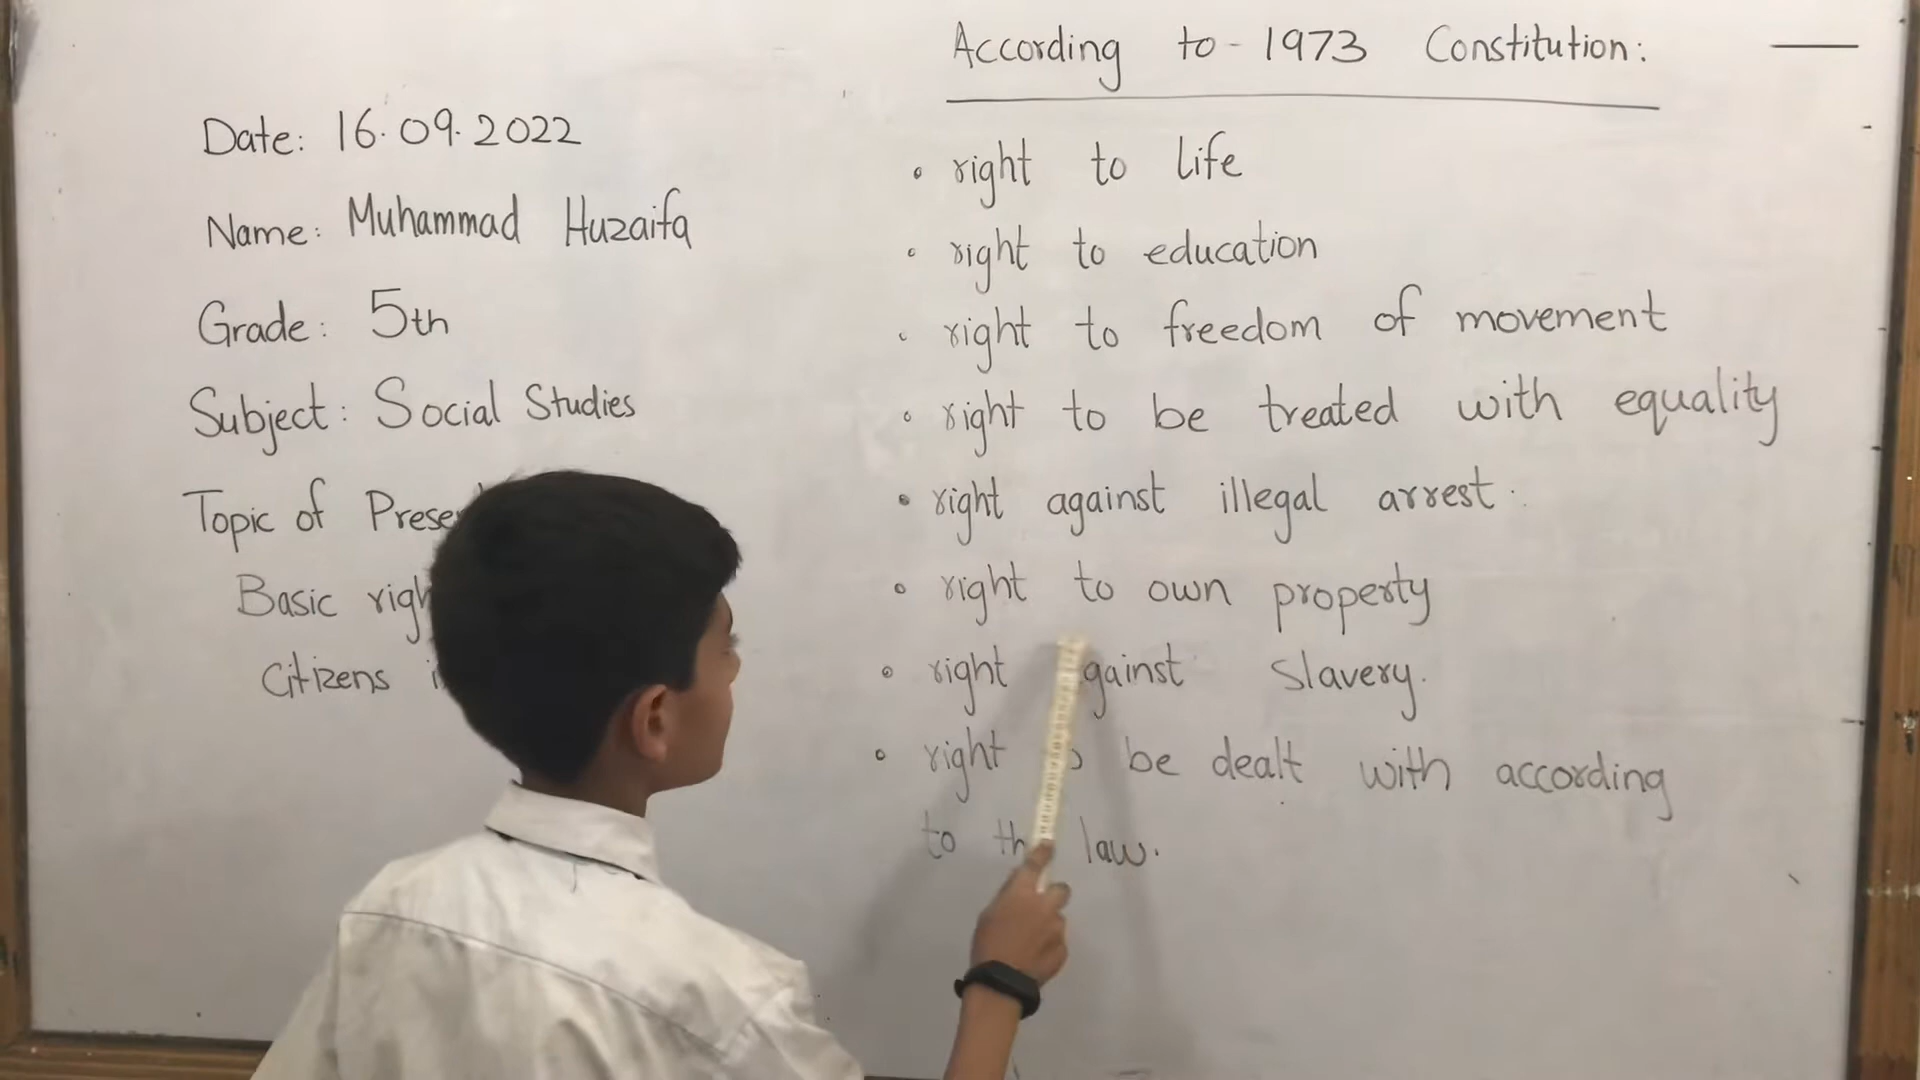 Date: 16.09.2022
Name: Muhammad Huzaifa
Grade: 5th
Subject: Social Studies
Topic of
Basic
Citizens
According to - 1973 Constitution:
• right to life
• right to education
• right to freedom of movement
• right to be treated with equality
• right against illegal arrest:
• right to own property
• right against Slavery.
• right be dealt with according
to the law.